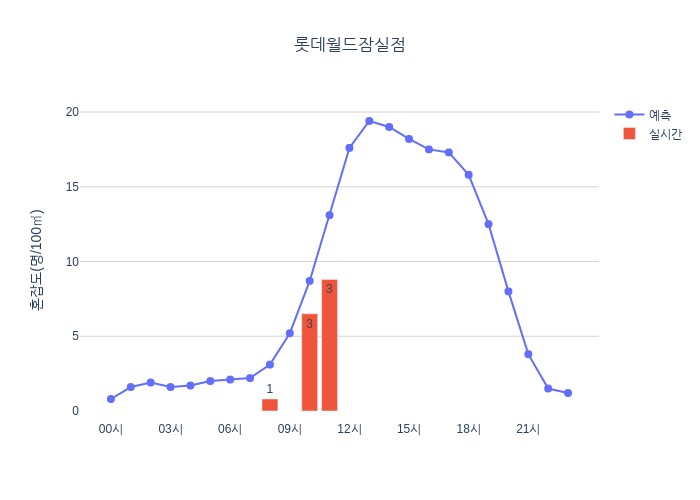 롯데월드잠실점
예측
실시간
혼잡도(명/100㎡)
20
15
10
5
0
1
3
3
00시
03시
06시
09시
12시
15시
18시
21시